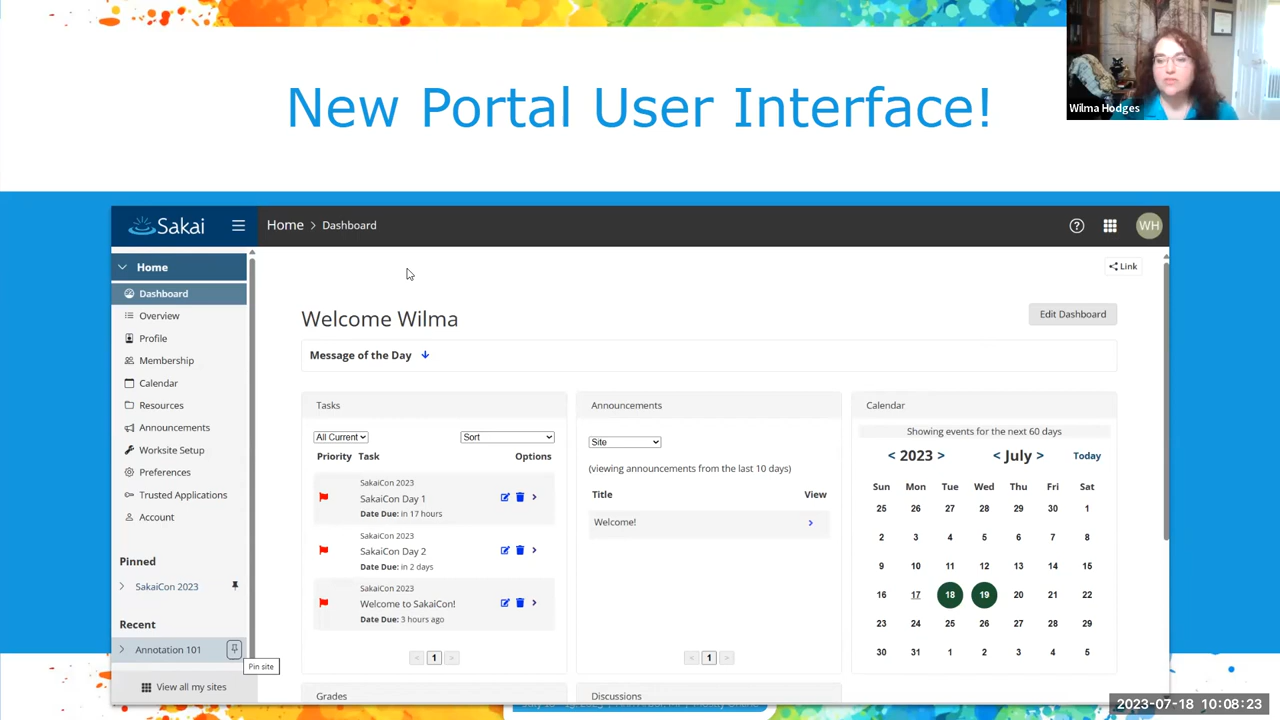 New Portal User Interface!
Wilma Hodges
Sakai
Home > Dashboard
WH
Home
Dashboard
Overview
Profile
Membership
Calendar
Resources
Announcements
Worksite Setup
Preferences
Trusted Applications
Account
Pinned
SakaiCon 2023
Recent
Annotation 101
Pin site
View all my sites
Link
Welcome Wilma
Edit Dashboard
Message of the Day
Tasks
All Current
Sort
Priority Task Options
SakaiCon 2023
SakaiCon Day 1
Date Due: in 17 hours
SakaiCon 2023
SakaiCon Day 2
Date Due: in 2 days
SakaiCon 2023
Welcome to SakaiCon!
Date Due: 3 hours ago
< 1 >
Grades
Announcements
Site
(viewing announcements from the last 10 days)
Title View
Welcome!
< 1 >
Discussions
Calendar
Showing events for the next 60 days
< 2023 > < July > Today
Sun Mon Tue Wed Thu Fri Sat
25 26 27 28 29 30 1
2 3 4 5 6 7 8
9 10 11 12 13 14 15
16 17 18 19 20 21 22
23 24 25 26 27 28 29
30 31 1 2 3 4 5
2023-07-18 10:08:23